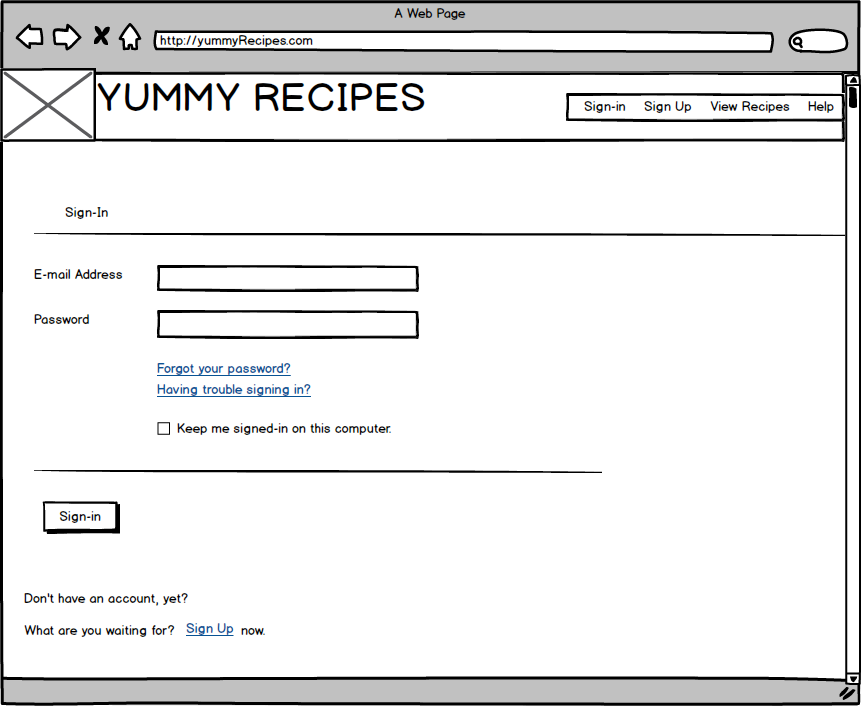 A Web Page
http://yummyRecipes.com
YUMMY RECIPES
Sign-in Sign Up View Recipes Help
Sign-In
E-mail Address
Password
Forgot your password?
Having trouble signing in?
Keep me signed-in on this computer.
Sign-in
Don't have an account, yet?
What are you waiting for? Sign Up now.